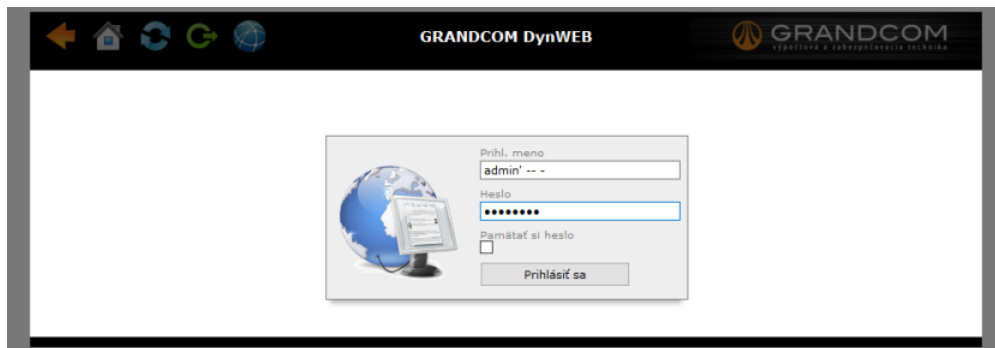 GRANDCOM DynWEB
GRANDCOM
výpočtová a zabezpečovacia technika
Prihl. meno
admin' -- -
Heslo
••••••••
Pamätať si heslo
Prihlásiť sa